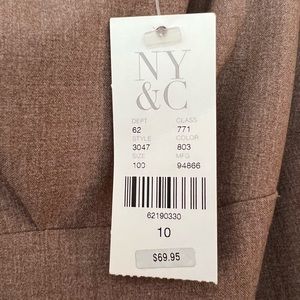 NY
&C
DEPT CLASS
62 771
STYLE COLOR
3047 803
SIZE MFG
100 94866
62190330
10
$69.95